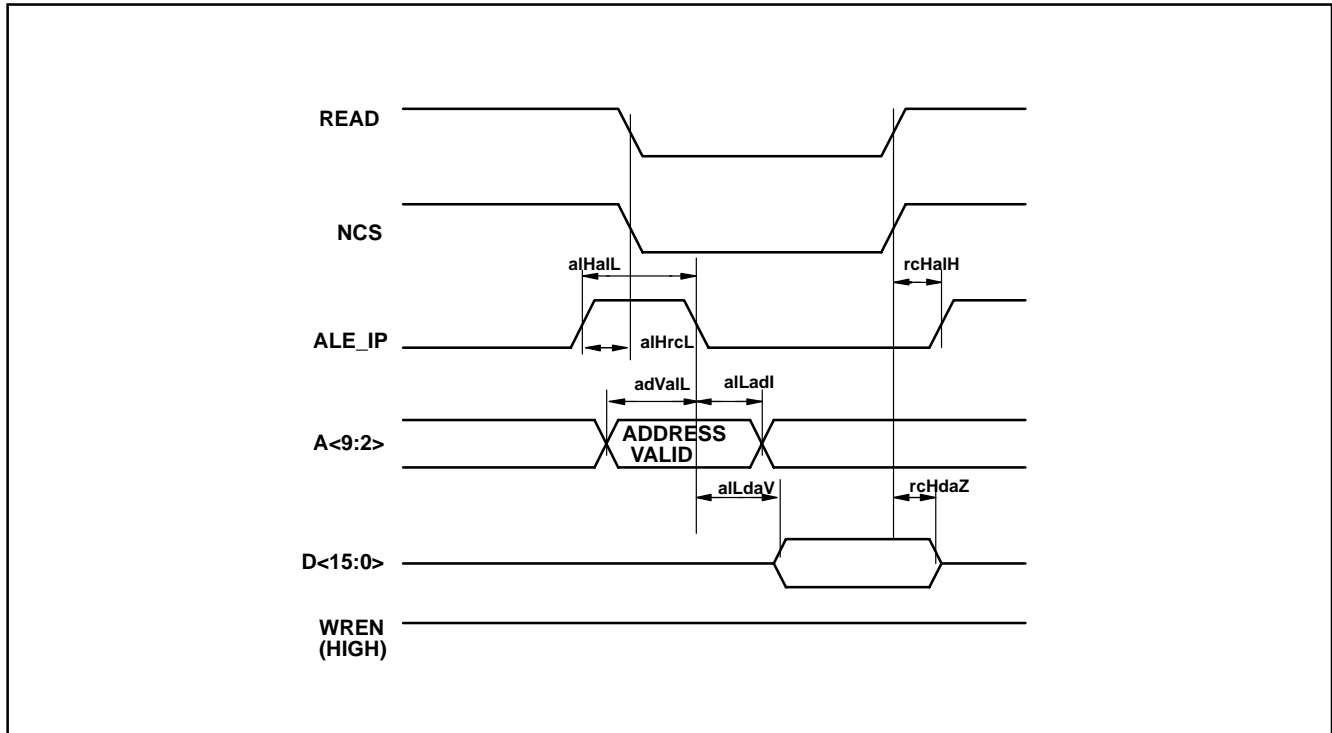 READ
NCS
alHalL
rcHalH
ALE_IP
alHrcL
adValL
alLadI
A<9:2>
ADDRESS
VALID
alLdaV
rcHdaZ
D<15:0>
WREN
(HIGH)